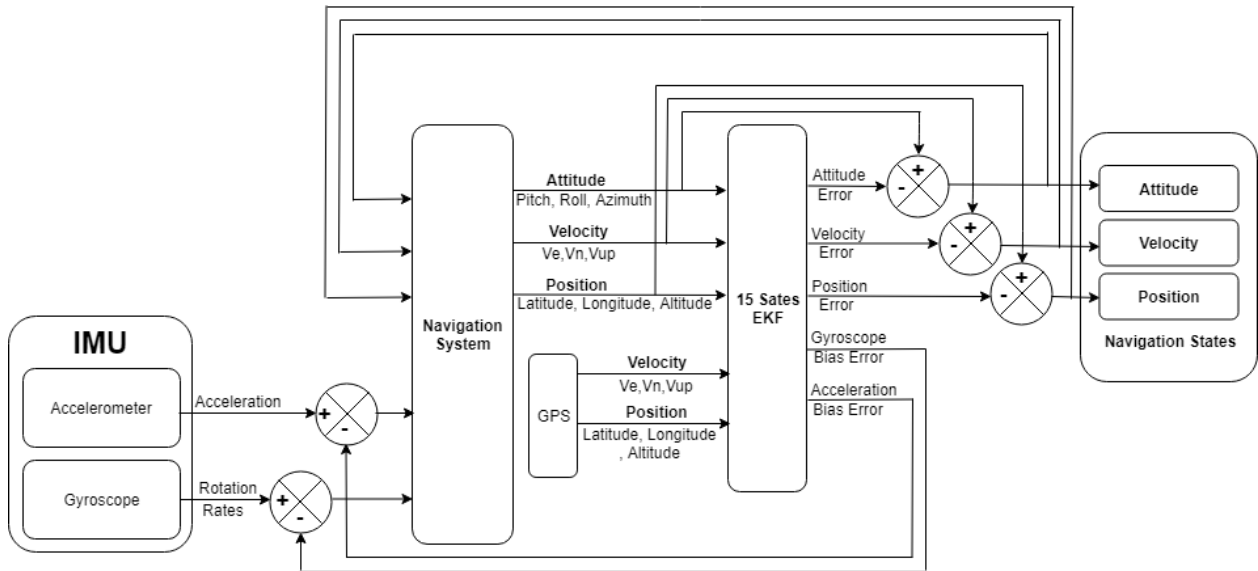 IMU
Accelerometer
Gyroscope
Acceleration
Rotation
Rates
+
-
+
-
Navigation
System
Attitude
Pitch, Roll, Azimuth
Velocity
Ve,Vn,Vup
Position
Latitude, Longitude, Altitude
GPS
Velocity
Ve,Vn,Vup
Position
Latitude, Longitude
, Altitude
15 Sates
EKF
Attitude
Error
Velocity
Error
Position
Error
Gyroscope
Bias Error
Acceleration
Bias Error
+
-
+
-
+
-
Attitude
Velocity
Position
Navigation States